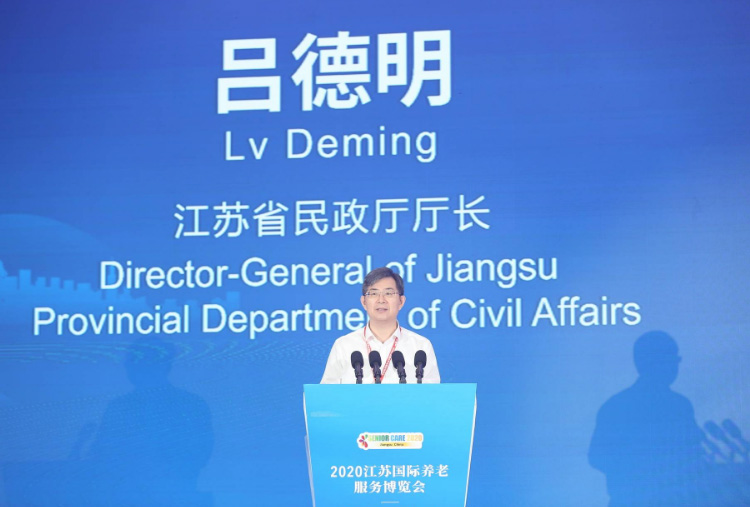 吕德明
Lv Deming
江苏省民政厅厅长
Director-General of Jiangsu
Provincial Department of Civil Affairs
SENIOR CARE 2020
2020江苏国际养老
服务博览会